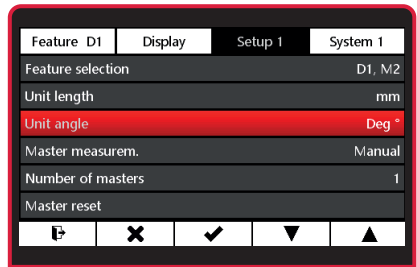 Feature D1 Display Setup 1 System 1
Feature selection D1, M2
Unit length mm
Unit angle Deg °
Master measurem. Manual
Number of masters 1
Master reset